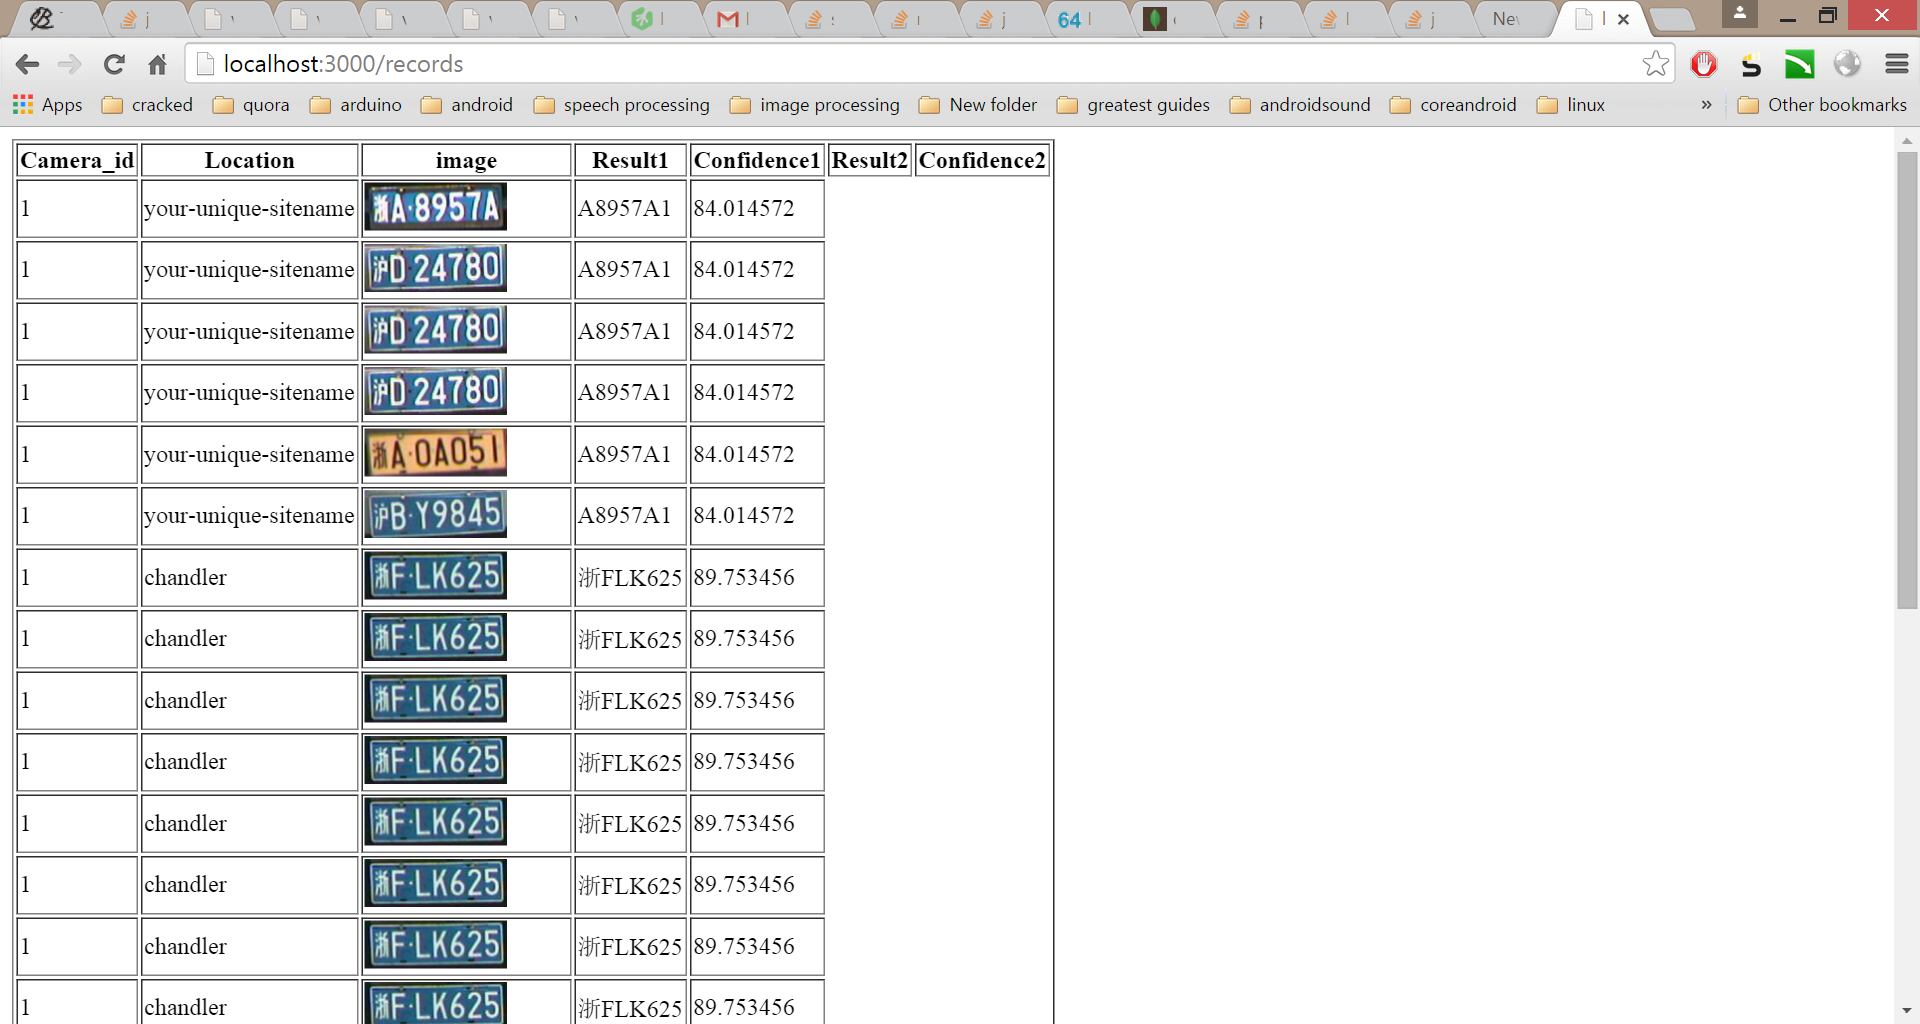 localhost:3000/records
Apps cracked quora arduino android speech processing image processing New folder greatest guides androidsound coreandroid linux » Other bookmarks
Camera_id Location image Result1 Confidence1 Result2 Confidence2
1 your-unique-sitename 浙A·8957A A8957A1 84.014572
1 your-unique-sitename 沪D·24780 A8957A1 84.014572
1 your-unique-sitename 沪D·24780 A8957A1 84.014572
1 your-unique-sitename 沪D·24780 A8957A1 84.014572
1 your-unique-sitename 浙A·0A051 A8957A1 84.014572
1 your-unique-sitename 沪B·Y9845 A8957A1 84.014572
1 chandler 浙F·LK625 浙FLK625 89.753456
1 chandler 浙F·LK625 浙FLK625 89.753456
1 chandler 浙F·LK625 浙FLK625 89.753456
1 chandler 浙F·LK625 浙FLK625 89.753456
1 chandler 浙F·LK625 浙FLK625 89.753456
1 chandler 浙F·LK625 浙FLK625 89.753456
1 chandler 浙F·LK625 浙FLK625 89.753456
1 chandler 浙F·LK625 浙FLK625 89.753456